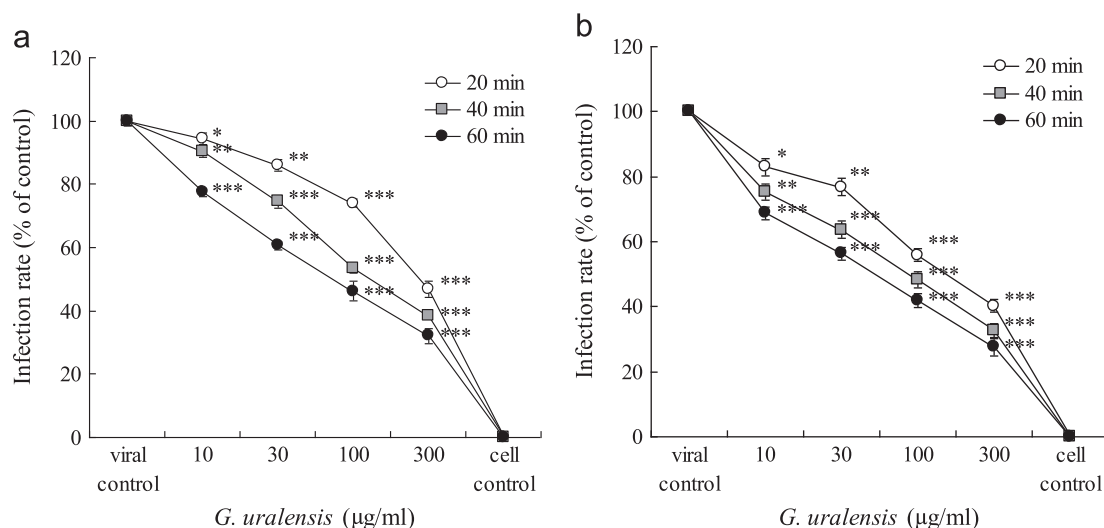 a
120
100
80
60
40
20
0
Infection rate (% of control)
20 min
40 min
60 min
*
**
**
***
***
***
***
***
***
***
***
***
viral control
10
30
100
300
cell control
G. uralensis (μg/ml)
b
120
100
80
60
40
20
0
Infection rate (% of control)
20 min
40 min
60 min
*
**
***
**
***
***
***
***
***
***
***
***
viral control
10
30
100
300
cell control
G. uralensis (μg/ml)